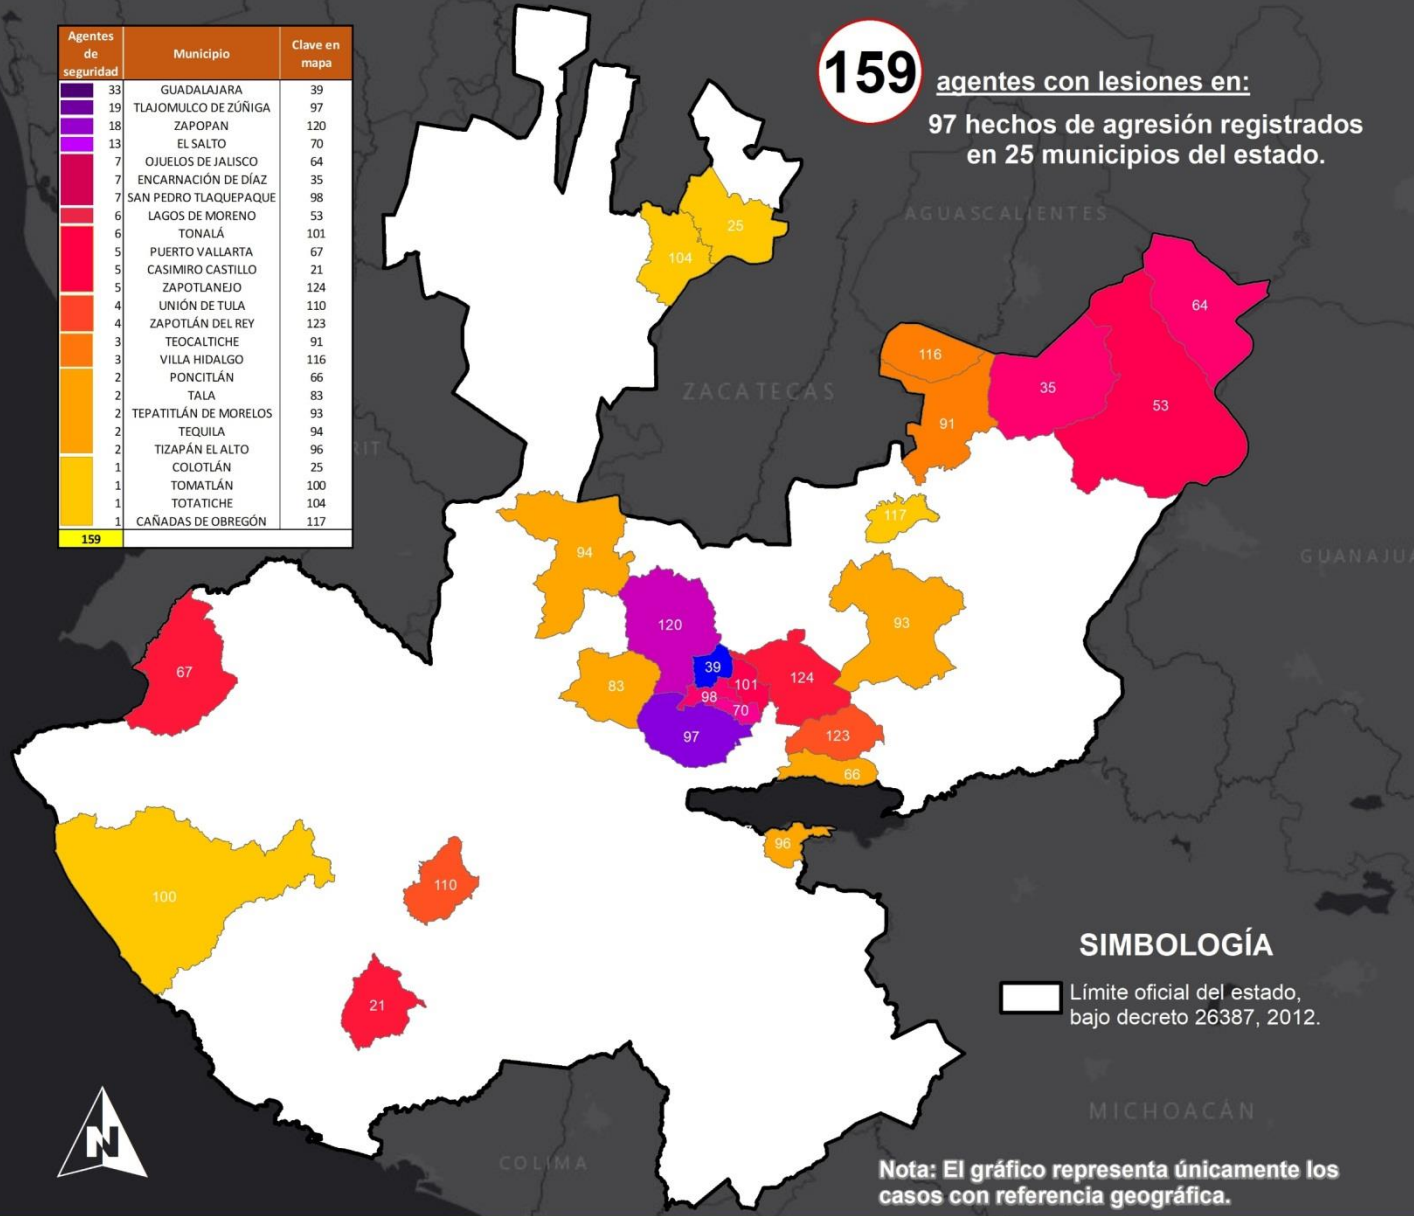 Agentes de seguridad Municipio Clave en mapa
33 GUADALAJARA 39
19 TLAJOMULCO DE ZÚÑIGA 97
18 ZAPOPAN 120
13 EL SALTO 70
7 OJUELOS DE JALISCO 64
7 ENCARNACIÓN DE DÍAZ 35
7 SAN PEDRO TLAQUEPAQUE 98
6 LAGOS DE MORENO 53
6 TONALÁ 101
5 PUERTO VALLARTA 67
5 CASIMIRO CASTILLO 21
5 ZAPOTLANEJO 124
4 UNIÓN DE TULA 110
4 ZAPOTLÁN DEL REY 123
3 TEOCALTICHE 91
3 VILLA HIDALGO 116
2 PONCITLÁN 66
2 TALA 83
2 TEPATITLÁN DE MORELOS 93
2 TEQUILA 94
2 TIZAPÁN EL ALTO 96
1 COLOTLÁN 25
1 TOMATLÁN 100
1 TOTATICHE 104
1 CAÑADAS DE OBREGÓN 117
159
159 agentes con lesiones en:
97 hechos de agresión registrados
en 25 municipios del estado.
AGUASCALIENTES
25
104
64
116
35
ZACATECAS
53
91
RIT
117
94
GUANAJUA
120
93
39
67
124
83
101
98
70
97
123
66
96
110
100
SIMBOLOGÍA
Límite oficial del estado,
bajo decreto 26387, 2012.
21
MICHOACÁN
N
COLIMA
Nota: El gráfico representa únicamente los
casos con referencia geográfica.